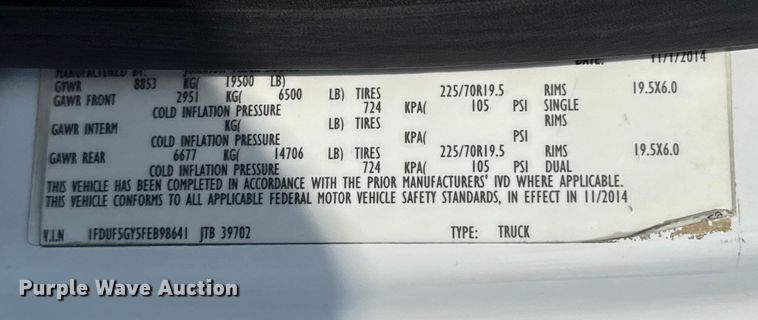 MANUFACTURED BY: DATE: 11/1/2014
GVWR 8853 KG( 19500 LB)
GAWR FRONT 2951 KG( 6500 LB) TIRES 225/70R19.5 RIMS 19.5X6.0
COLD INFLATION PRESSURE 724 KPA( 105 PSI SINGLE
GAWR INTERM KG( LB) TIRES RIMS
COLD INFLATION PRESSURE KPA( PSI
GAWR REAR 6677 KG( 14706 LB) TIRES 225/70R19.5 RIMS 19.5X6.0
COLD INFLATION PRESSURE 724 KPA( 105 PSI DUAL
THIS VEHICLE HAS BEEN COMPLETED IN ACCORDANCE WITH THE PRIOR MANUFACTURERS' IVD WHERE APPLICABLE.
THIS VEHICLE CONFORMS TO ALL APPLICABLE FEDERAL MOTOR VEHICLE SAFETY STANDARDS, IN EFFECT IN 11/2014
V.I.N 1FDUF5GY5FEB98641 JTB 39702 TYPE: TRUCK
Purple Wave Auction